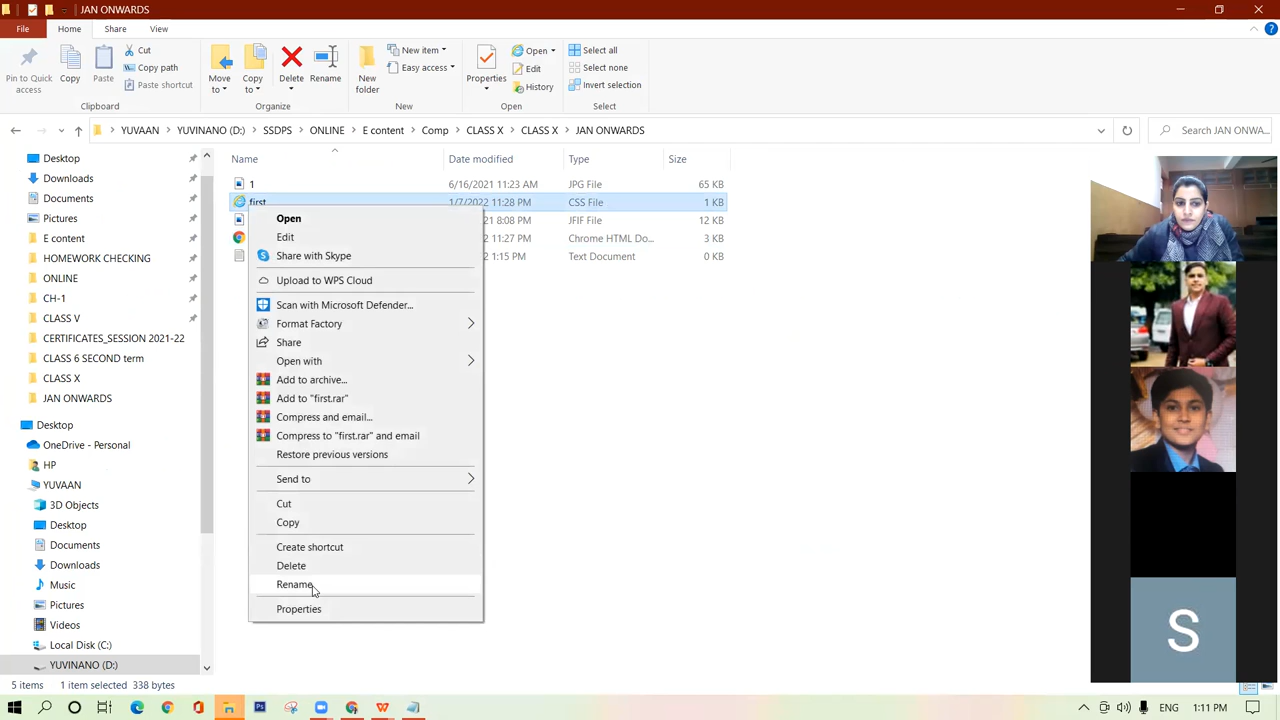 JAN ONWARDS
File
Home
Share
View
Pin to Quick access
Copy
Paste
Cut
Copy path
Paste shortcut
Clipboard
Move to
Copy to
Delete
Rename
Organize
New folder
New item
Easy access
New
Properties
Open
Edit
History
Open
Select all
Select none
Invert selection
Select
YUVAAN > YUVINANO (D:) > SSDPS > ONLINE > E content > Comp > CLASS X > CLASS X > JAN ONWARDS
Search JAN ONWA...
Name
Date modified
Type
Size
1
6/16/2021 11:23 AM
JPG File
65 KB
first
1/7/2022 11:28 PM
CSS File
1 KB
21 8:08 PM
JFIF File
12 KB
2 11:27 PM
Chrome HTML Do...
3 KB
2 1:15 PM
Text Document
0 KB
Desktop
Downloads
Documents
Pictures
E content
HOMEWORK CHECKING
ONLINE
CH-1
CLASS V
CERTIFICATES_SESSION 2021-22
CLASS 6 SECOND term
CLASS X
JAN ONWARDS
Desktop
OneDrive - Personal
HP
YUVAAN
3D Objects
Desktop
Documents
Downloads
Music
Pictures
Videos
Local Disk (C:)
YUVINANO (D:)
Open
Edit
Share with Skype
Upload to WPS Cloud
Scan with Microsoft Defender...
Format Factory
Share
Open with
Add to archive...
Add to "first.rar"
Compress and email...
Compress to "first.rar" and email
Restore previous versions
Send to
Cut
Copy
Create shortcut
Delete
Rename
Properties
S
5 items
1 item selected 338 bytes
ENG
1:11 PM